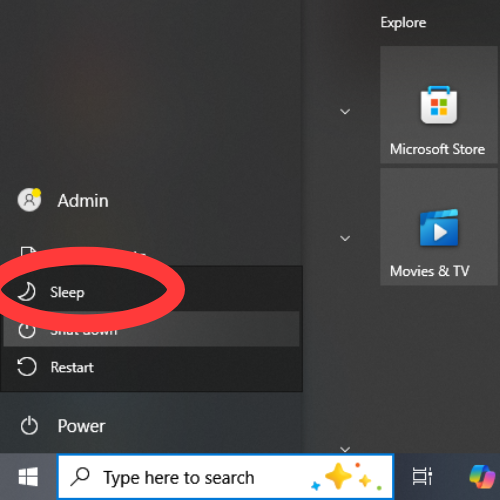 Explore
Microsoft Store
Movies & TV
Admin
Sleep
Shut down
Restart
Power
Type here to search